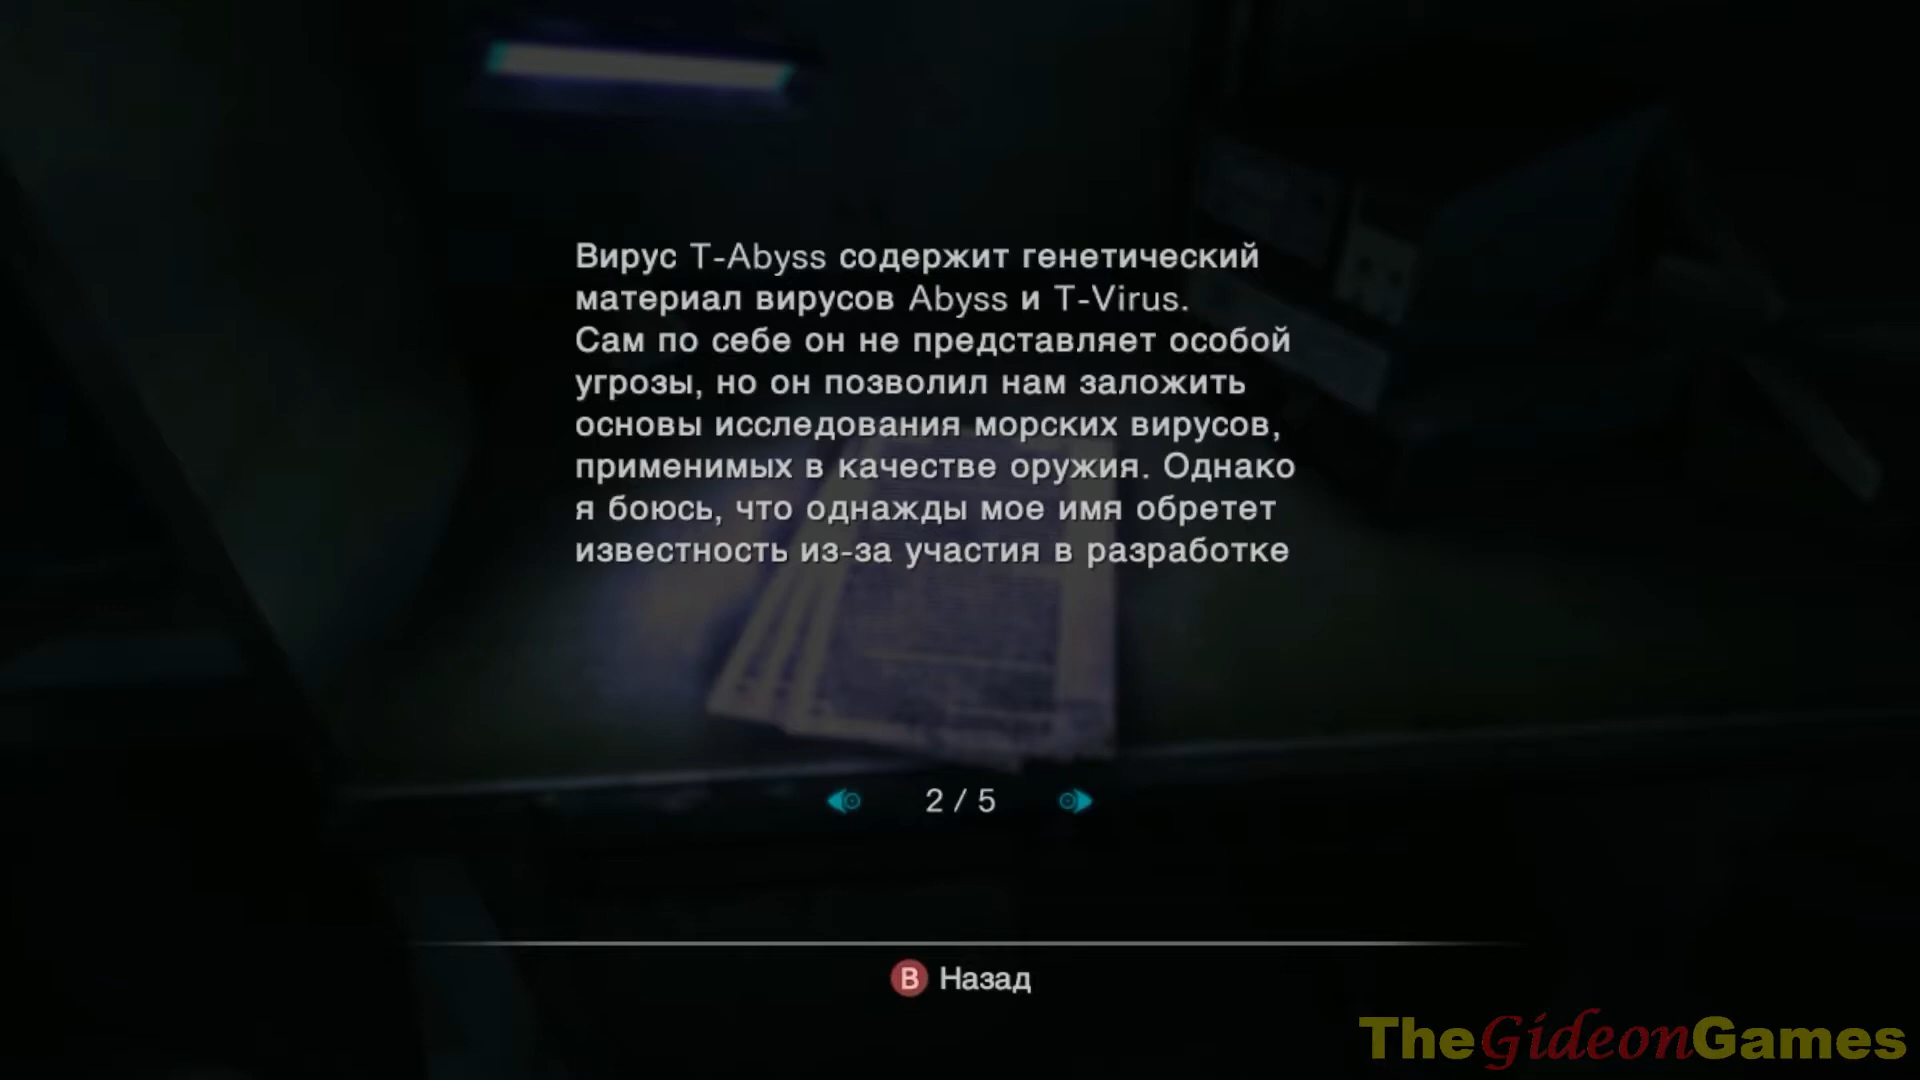 Вирус T-Abyss содержит генетический
материал вирусов Abyss и T-Virus.
Сам по себе он не представляет особой
угрозы, но он позволил нам заложить
основы исследования морских вирусов,
применимых в качестве оружия. Однако
я боюсь, что однажды мое имя обретет
известность из-за участия в разработке
2 / 5
B Назад
TheGideonGames